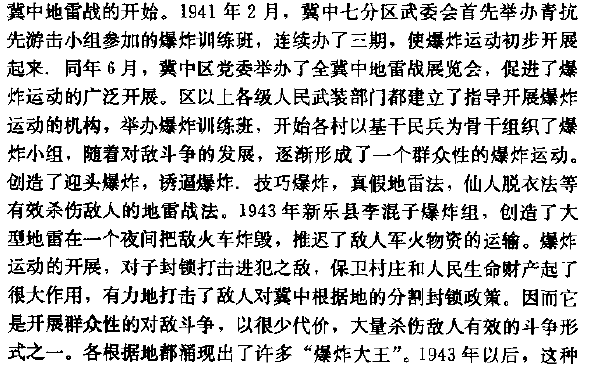 冀中地雷战的开始。1941年2月，冀中七分区武委会首先举办青抗
先游击小组参加的爆炸训练班，连续办了三期，使爆炸运动初步开展
起来．同年6月，冀中区党委举办了全冀中地雷战展览会，促进了爆
炸运动的广泛开展。区以上各级人民武装部门都建立了指导开展爆炸
运动的机构，举办爆炸训练班，开始各村以基干民兵为骨干组织了爆
炸小组，随着对敌斗争的发展，逐渐形成了一个群众性的爆炸运动。
创造了迎头爆炸，诱逼爆炸．技巧爆炸，真假地雷法，仙人脱衣法等
有效杀伤敌人的地雷战法。1943年新乐县李混子爆炸组，创造了大
型地雷在一个夜间把敌火车炸毁，推迟了敌人军火物资的运输。爆炸
运动的开展，对子封锁打击进犯之敌，保卫村庄和人民生命财产起了
很大作用，有力地打击了敌人对冀中根据地的分割封锁政策。因而它
是开展群众性的对敌斗争，以很少代价，大量杀伤敌人有效的斗争形
式之一。各根据地都涌现出了许多“爆炸大王”。1943年以后，这种